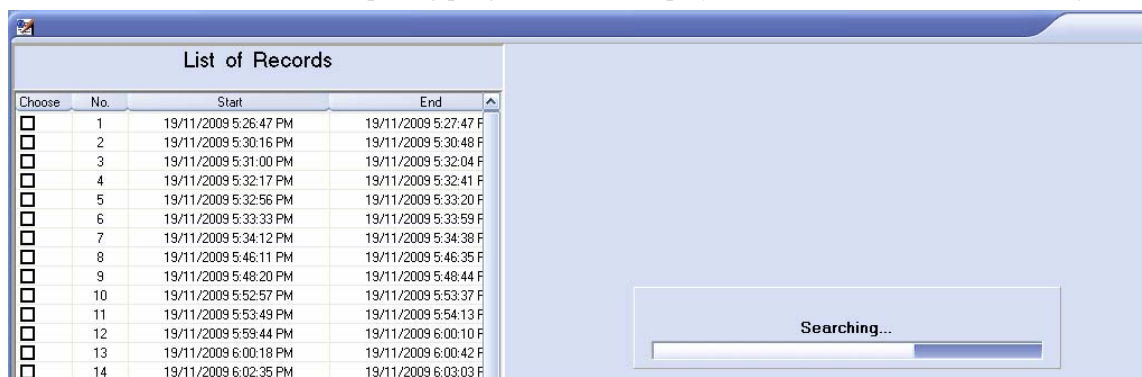 List of Records
Choose No. Start End
1 19/11/2009 5:26:47 PM 19/11/2009 5:27:47 F
2 19/11/2009 5:30:16 PM 19/11/2009 5:30:48 F
3 19/11/2009 5:31:00 PM 19/11/2009 5:32:04 F
4 19/11/2009 5:32:17 PM 19/11/2009 5:32:41 F
5 19/11/2009 5:32:56 PM 19/11/2009 5:33:20 F
6 19/11/2009 5:33:33 PM 19/11/2009 5:33:59 F
7 19/11/2009 5:34:12 PM 19/11/2009 5:34:38 F
8 19/11/2009 5:46:11 PM 19/11/2009 5:46:35 F
9 19/11/2009 5:48:20 PM 19/11/2009 5:48:44 F
10 19/11/2009 5:52:57 PM 19/11/2009 5:53:37 F
11 19/11/2009 5:53:49 PM 19/11/2009 5:54:13 F
12 19/11/2009 5:59:44 PM 19/11/2009 6:00:10 F
13 19/11/2009 6:00:18 PM 19/11/2009 6:00:42 F
14 19/11/2009 6:02:35 PM 19/11/2009 6:03:03 F
Searching...